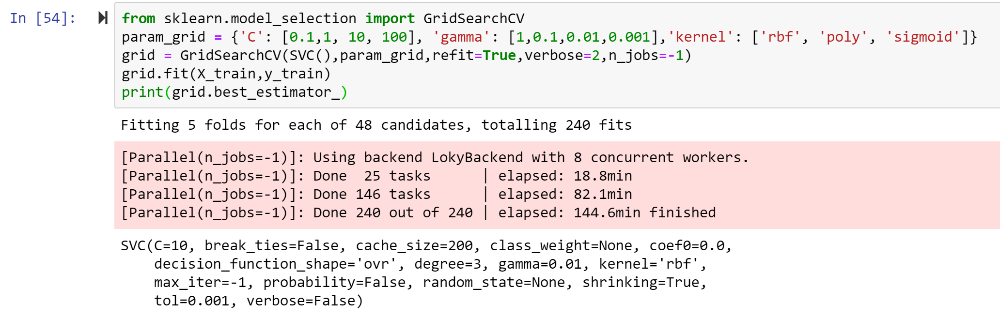 In [54]:
from sklearn.model_selection import GridSearchCV
param_grid = {'C': [0.1,1, 10, 100], 'gamma': [1,0.1,0.01,0.001],'kernel': ['rbf', 'poly', 'sigmoid']}
grid = GridSearchCV(SVC(),param_grid,refit=True,verbose=2,n_jobs=-1)
grid.fit(X_train,y_train)
print(grid.best_estimator_)
Fitting 5 folds for each of 48 candidates, totalling 240 fits
[Parallel(n_jobs=-1)]: Using backend LokyBackend with 8 concurrent workers.
[Parallel(n_jobs=-1)]: Done  25 tasks      | elapsed: 18.8min
[Parallel(n_jobs=-1)]: Done 146 tasks      | elapsed: 82.1min
[Parallel(n_jobs=-1)]: Done 240 out of 240 | elapsed: 144.6min finished
SVC(C=10, break_ties=False, cache_size=200, class_weight=None, coef0=0.0,
    decision_function_shape='ovr', degree=3, gamma=0.01, kernel='rbf',
    max_iter=-1, probability=False, random_state=None, shrinking=True,
    tol=0.001, verbose=False)